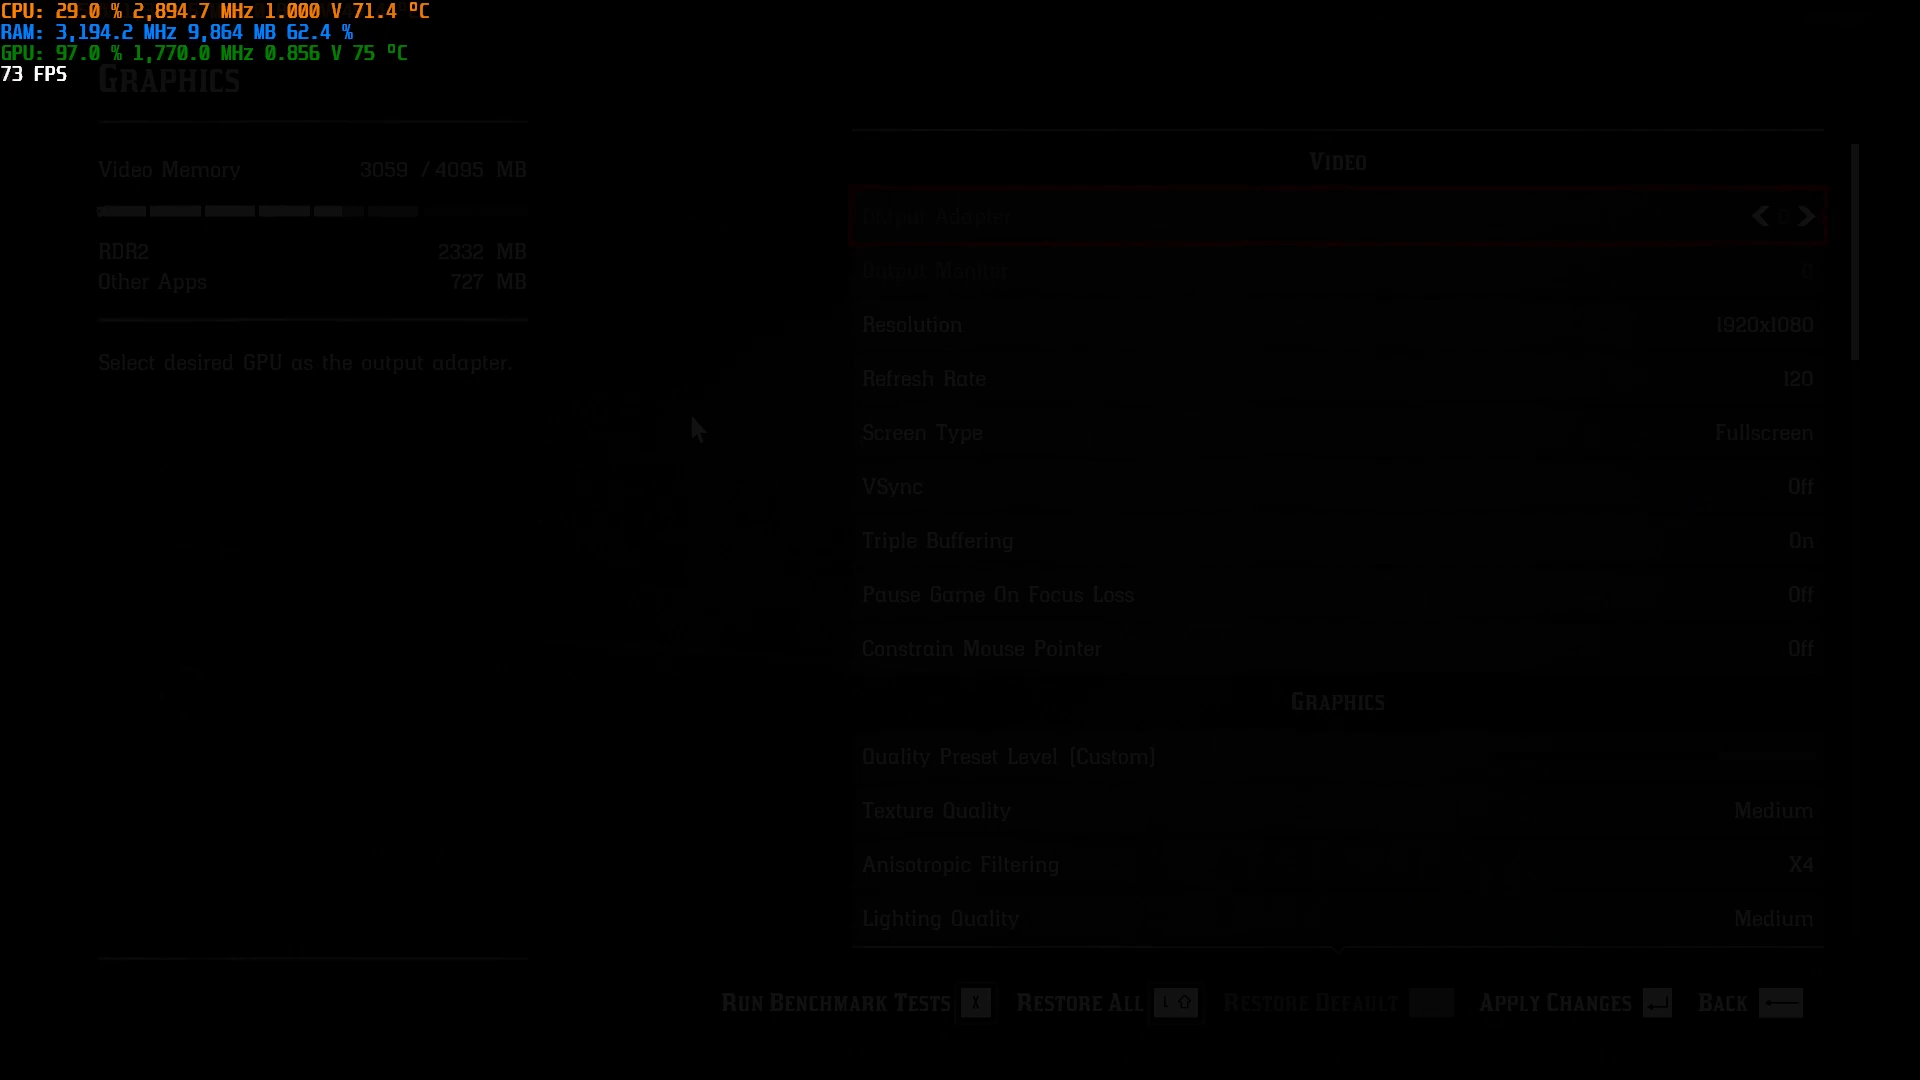 CPU: 29.0 % 2,894.7 MHz 1.000 V 71.4 °C
RAM: 3,194.2 MHz 9,864 MB 62.4 %
GPU: 97.0 % 1,770.0 MHz 0.856 V 75 °C
73 FPS
GRAPHICS
Video Memory 3059 / 4095 MB
RDR2 2332 MB
Other Apps 727 MB
Select desired GPU as the output adapter.
VIDEO
Output Adapter 0
Output Monitor 0
Resolution 1920x1080
Refresh Rate 120
Screen Type Fullscreen
VSync Off
Triple Buffering On
Pause Game On Focus Loss Off
Constrain Mouse Pointer Off
GRAPHICS
Quality Preset Level (Custom)
Texture Quality Medium
Anisotropic Filtering X4
Lighting Quality Medium
RUN BENCHMARK TESTS X RESTORE ALL L RESTORE DEFAULT APPLY CHANGES BACK